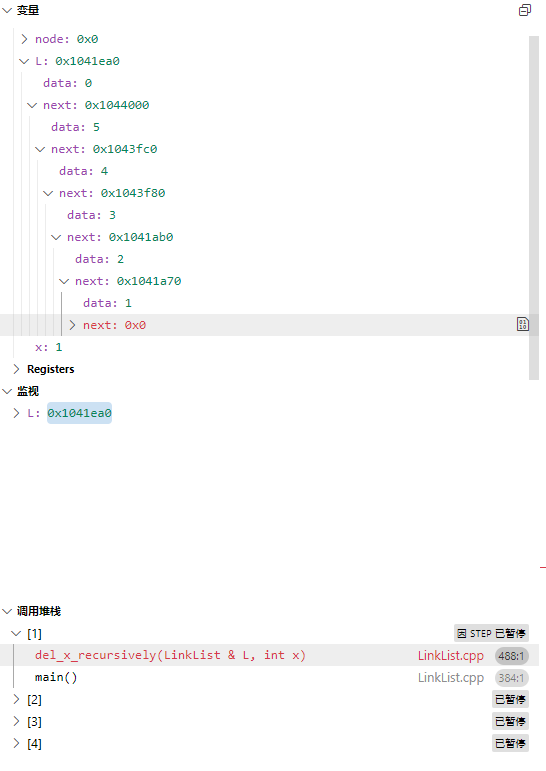 变量
node: 0x0
L: 0x1041ea0
data: 0
next: 0x1044000
data: 5
next: 0x1043fc0
data: 4
next: 0x1043f80
data: 3
next: 0x1041ab0
data: 2
next: 0x1041a70
data: 1
next: 0x0
x: 1
Registers
监视
L: 0x1041ea0
调用堆栈
[1] 因 STEP 已暂停
del_x_recursively(LinkList & L, int x) LinkList.cpp 488:1
main() LinkList.cpp 384:1
[2] 已暂停
[3] 已暂停
[4] 已暂停